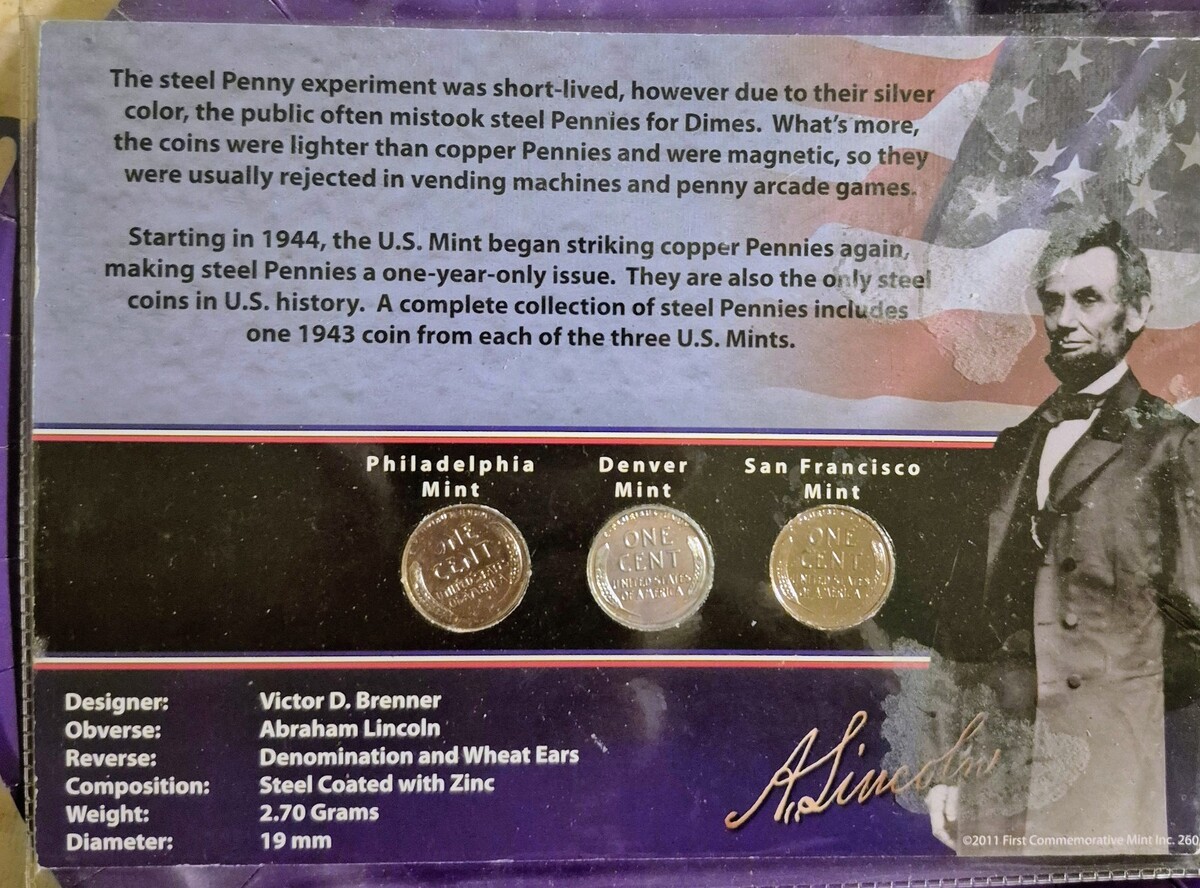 The steel Penny experiment was short-lived, however due to their silver
color, the public often mistook steel Pennies for Dimes. What's more,
the coins were lighter than copper Pennies and were magnetic, so they
were usually rejected in vending machines and penny arcade games.
Starting in 1944, the U.S. Mint began striking copper Pennies again,
making steel Pennies a one-year-only issue. They are also the only steel
coins in U.S. history. A complete collection of steel Pennies includes
one 1943 coin from each of the three U.S. Mints.
Philadelphia Mint
Denver Mint
San Francisco Mint
ONE
CENT
UNITED STATES
OF AMERICA
ONE
CENT
UNITED STATES
OF AMERICA
ONE
CENT
UNITED STATES
OF AMERICA
Designer: Victor D. Brenner
Obverse: Abraham Lincoln
Reverse: Denomination and Wheat Ears
Composition: Steel Coated with Zinc
Weight: 2.70 Grams
Diameter: 19 mm
A. Lincoln
©2011 First Commemorative Mint Inc. 260